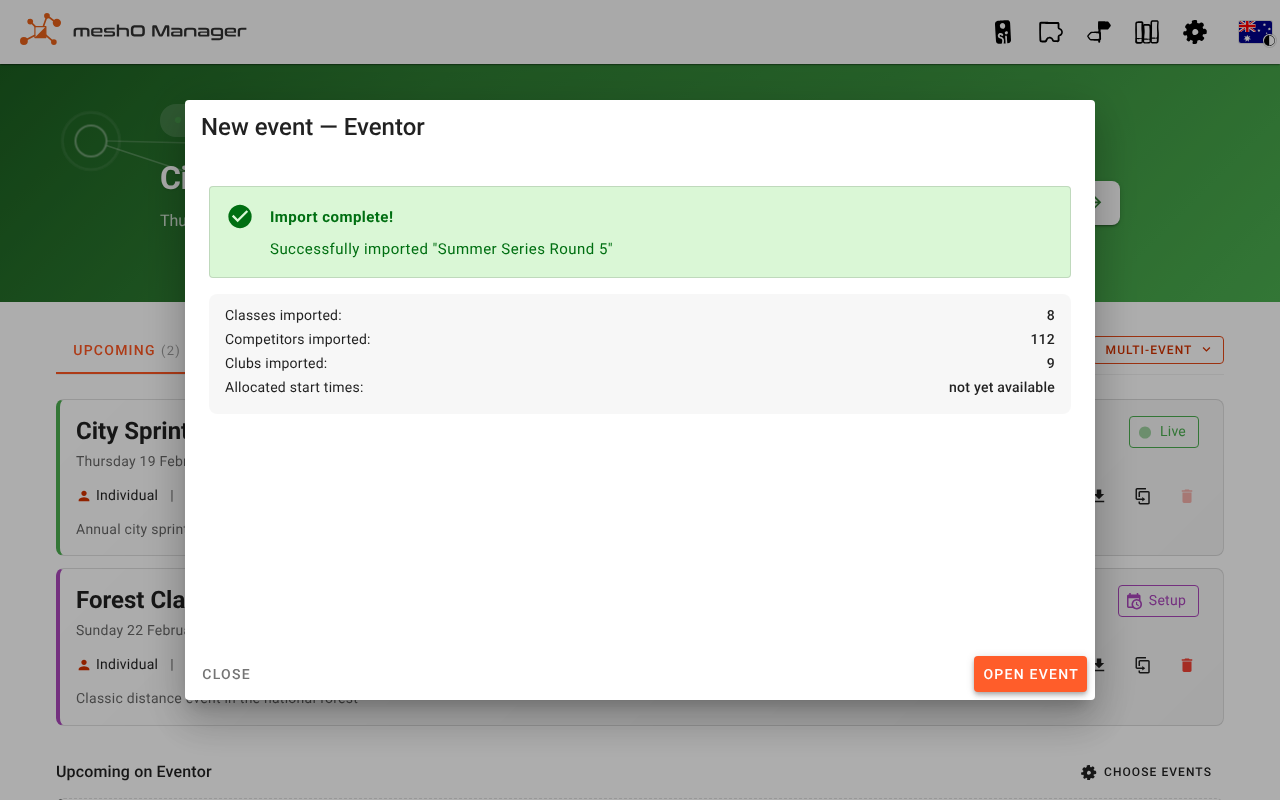 meshO Manager
Si
New event — Eventor
Ci
Thu
Import complete!
Successfully imported "Summer Series Round 5"
Classes imported: 8
Competitors imported: 112
Clubs imported: 9
Allocated start times: not yet available
UPCOMING (2)
MULTI-EVENT
City Sprint
Live
Thursday 19 Febr
Individual |
Annual city sprint
Forest Cla
Setup
Sunday 22 Februa
Individual |
Classic distance event in the national forest
CLOSE
OPEN EVENT
Upcoming on Eventor
CHOOSE EVENTS